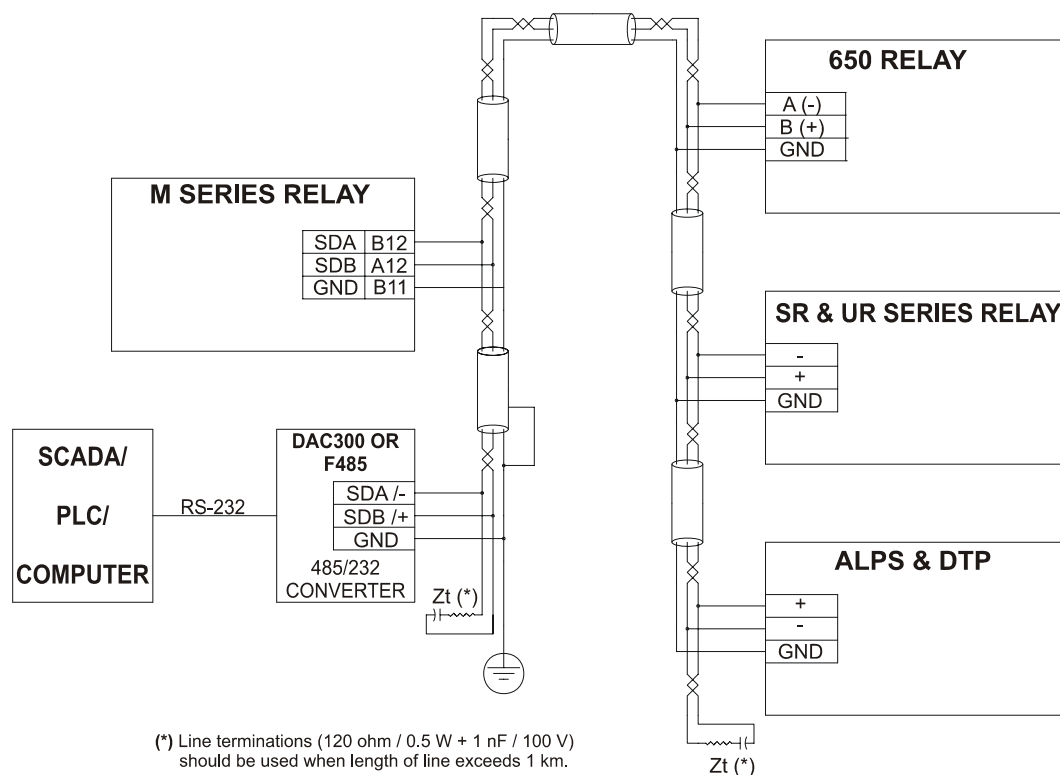 650 RELAY
A (-)
B (+)
GND
M SERIES RELAY
SDA B12
SDB A12
GND B11
SR & UR SERIES RELAY
-
+
GND
SCADA/
PLC/
COMPUTER
RS-232
DAC300 OR
F485
SDA /-
SDB /+
GND
485/232
CONVERTER
Zt (*)
ALPS & DTP
+
-
GND
(*) Line terminations (120 ohm / 0.5 W + 1 nF / 100 V)
should be used when length of line exceeds 1 km.
Zt (*)